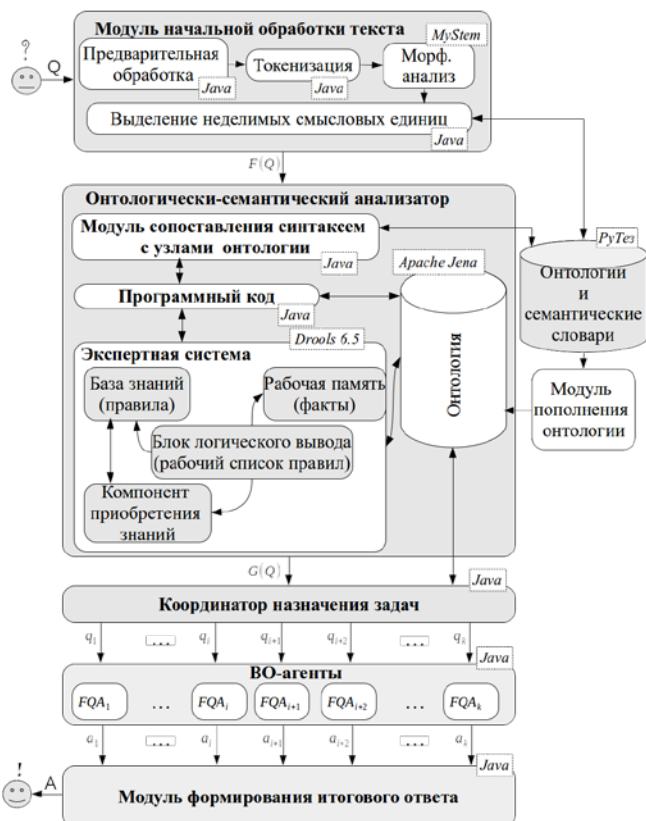 Модуль начальной обработки текста
MyStem
?
Q
Предварительная
обработка
Java
Токенизация
Java
Морф.
анализ
Выделение неделимых смысловых единиц
Java
F(Q)
Онтологически-семантический анализатор
Модуль сопоставления синтаксем
с узлами онтологии
Java
Apache Jena
РуТез
Онтологии
и
семантические
словари
Программный код
Java
Drools 6.5
Экспертная система
База знаний
(правила)
Рабочая память
(факты)
Онтология
Модуль
пополнения
онтологии
Блок логического вывода
(рабочий список правил)
Компонент
приобретения
знаний
G(Q)
Java
Координатор назначения задач
q₁ ... qᵢ qᵢ₊₁ qᵢ₊₂ ... qₖ
Java
ВО-агенты
FQA₁ ... FQAᵢ FQAᵢ₊₁ FQAᵢ₊₂ ... FQAₖ
a₁ ... aᵢ aᵢ₊₁ aᵢ₊₂ ... aₖ
Java
!
A
Модуль формирования итогового ответа